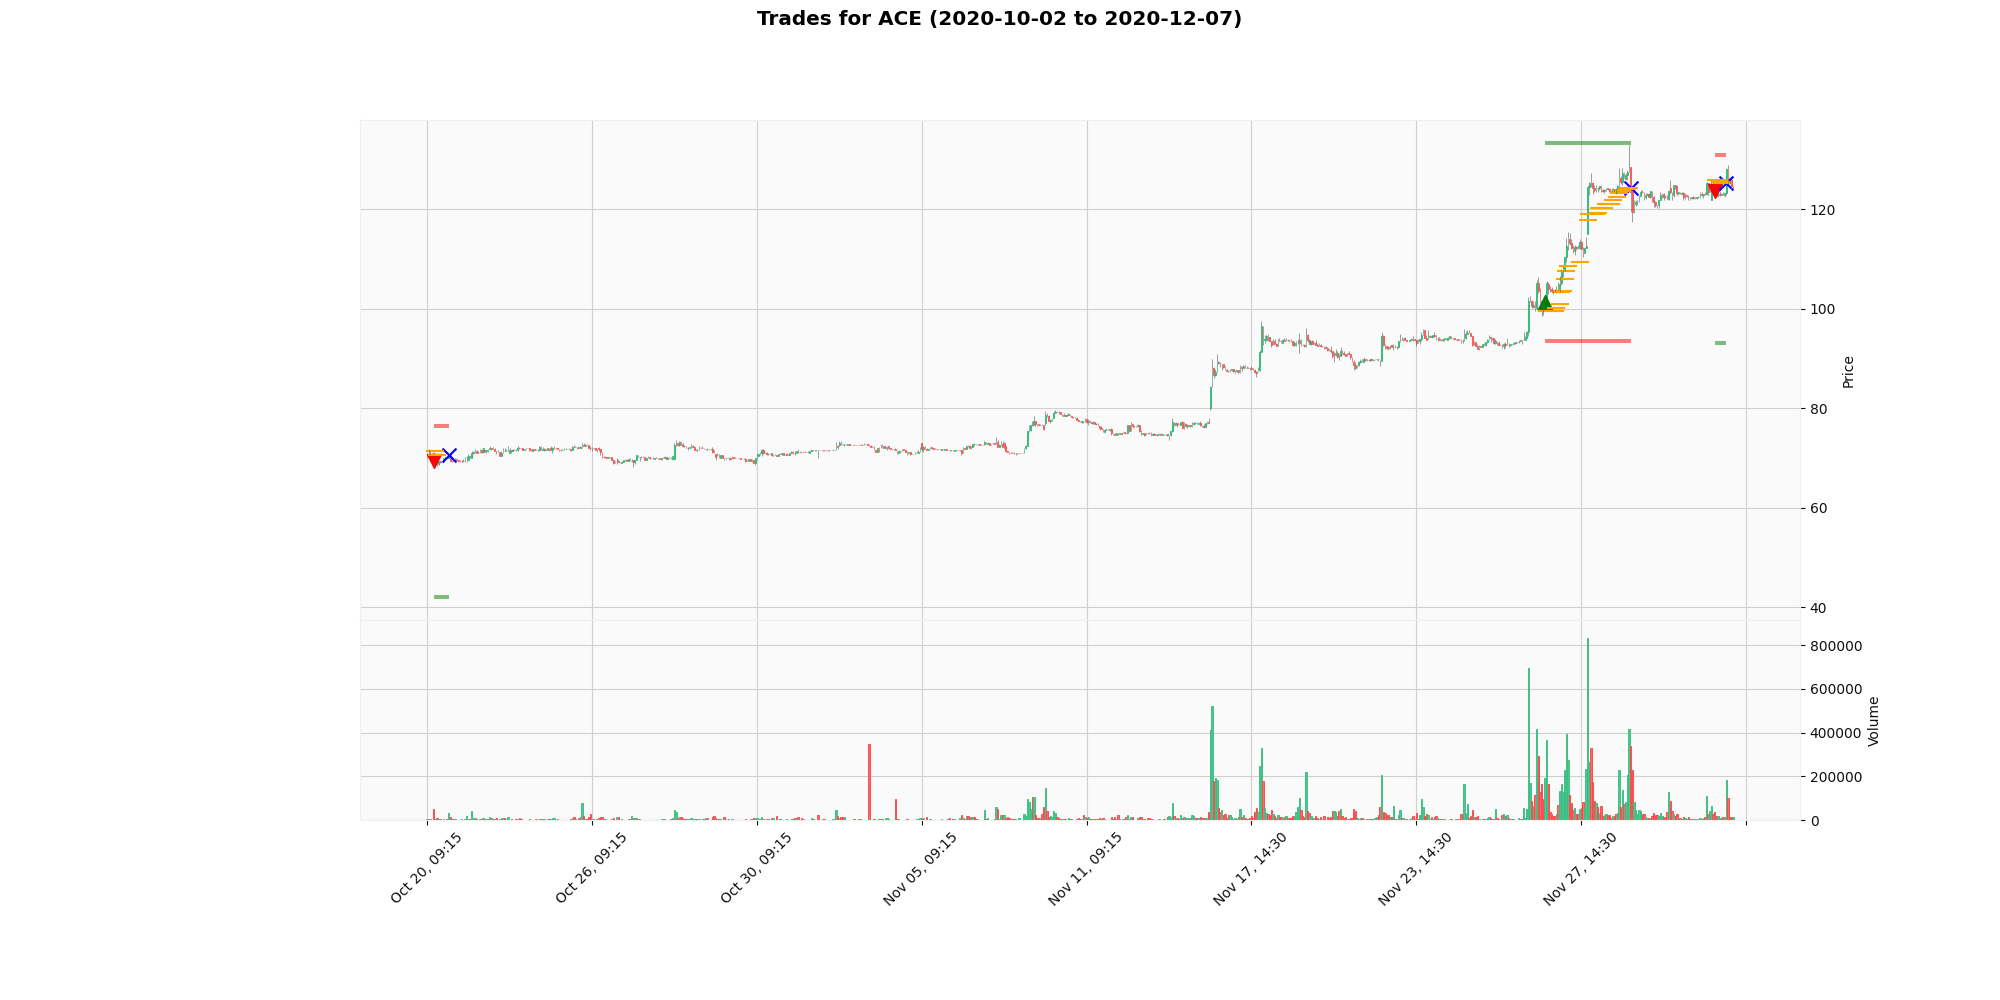 Trades for ACE (2020-10-02 to 2020-12-07)
120
100
80
60
40
Price
800000
600000
400000
200000
0
Volume
Oct 20, 09:15
Oct 26, 09:15
Oct 30, 09:15
Nov 05, 09:15
Nov 11, 09:15
Nov 17, 14:30
Nov 23, 14:30
Nov 27, 14:30